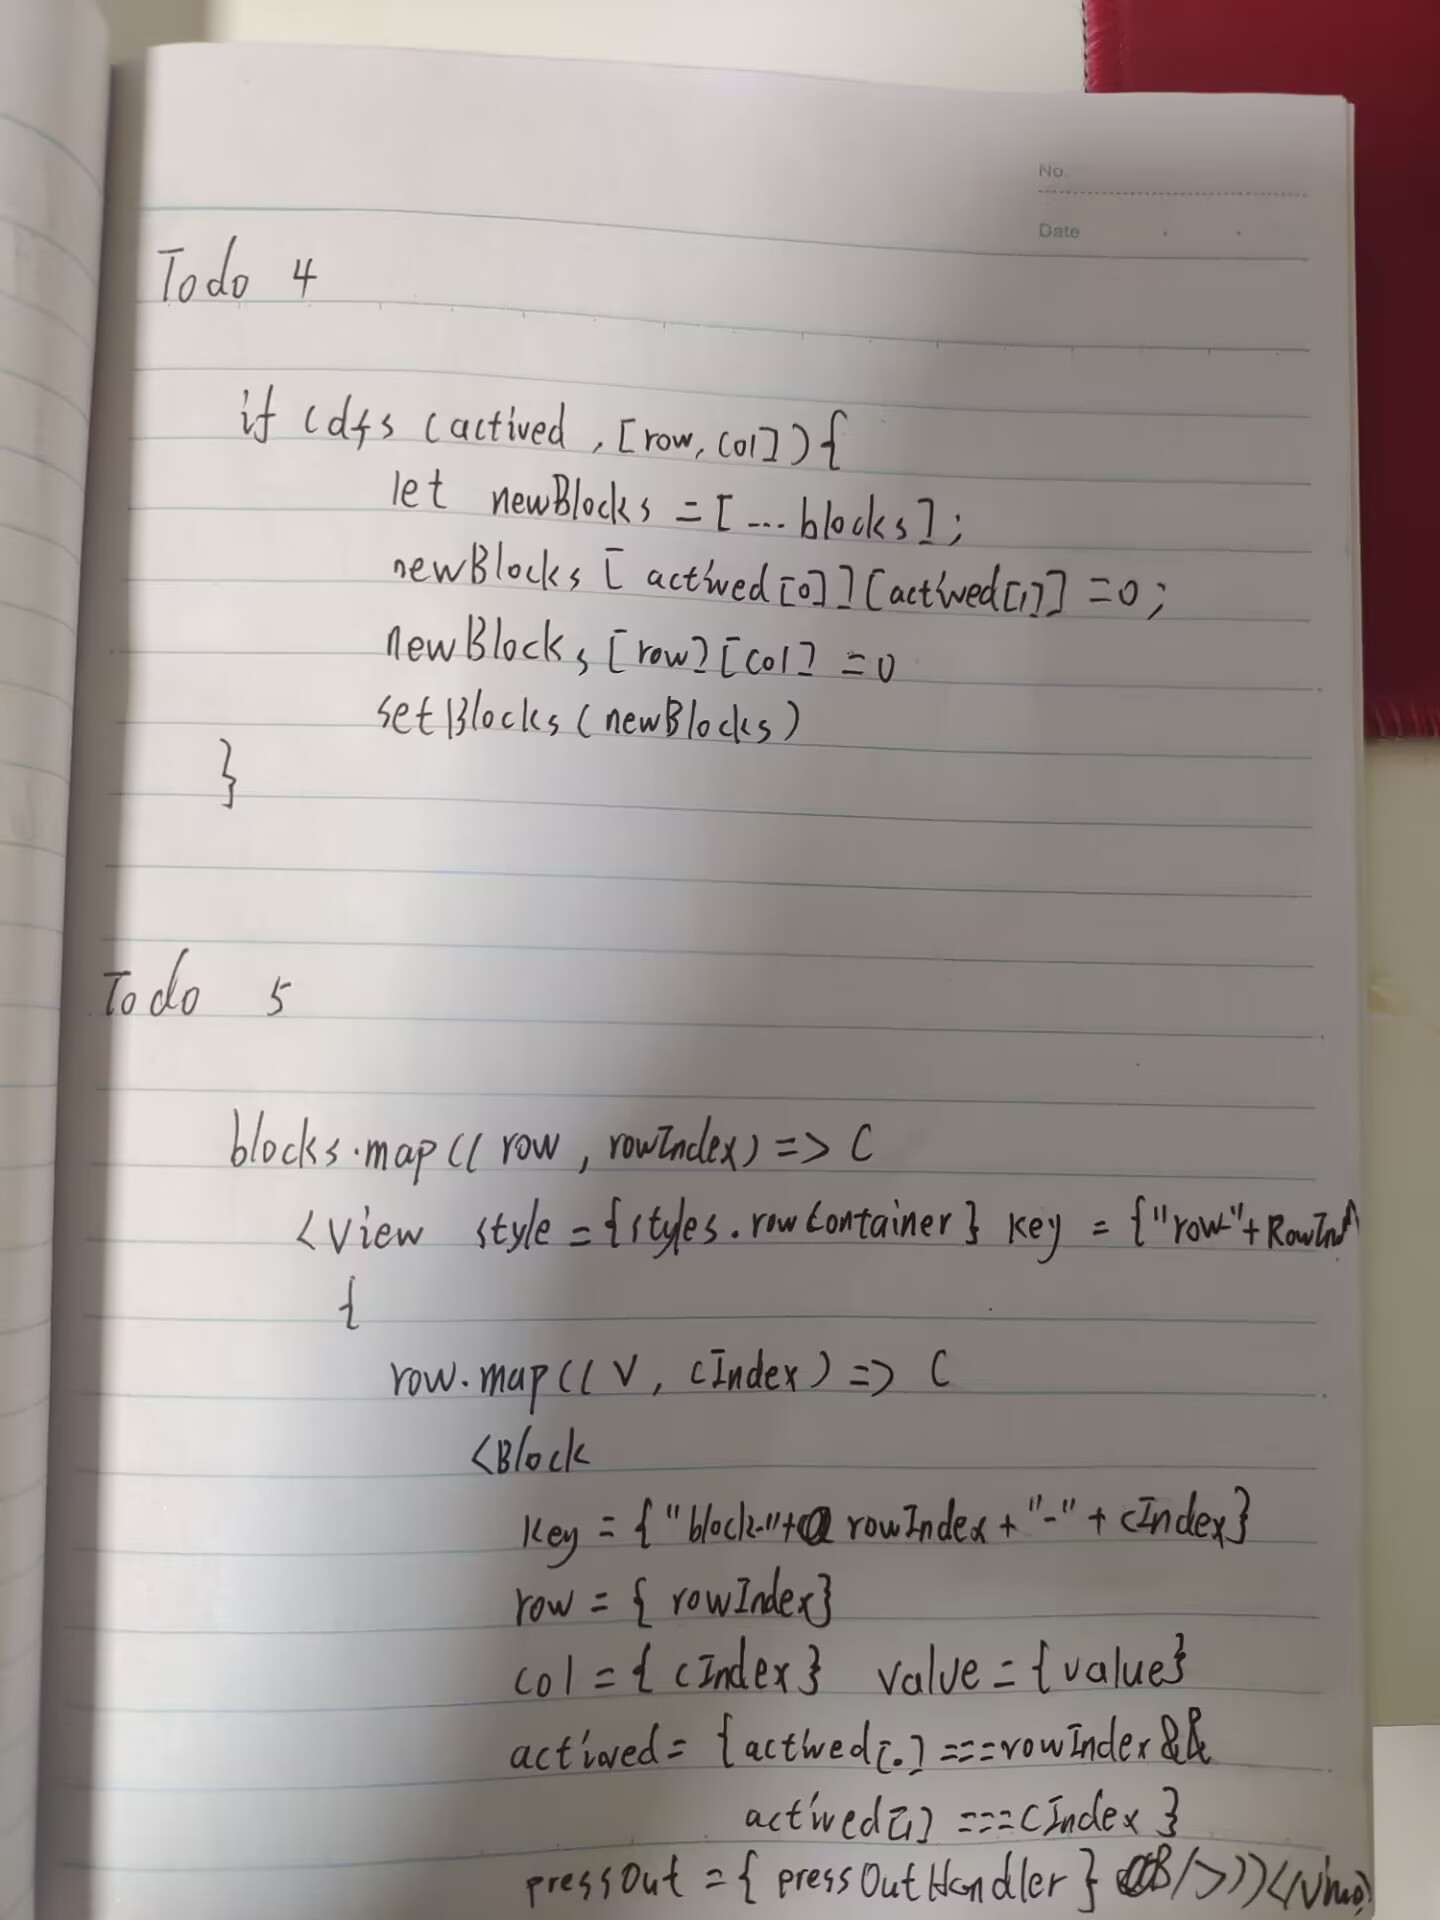 No.
Date
Todo 4
if (dfs (actived, [row, col]) {
let newBlocks = [...blocks];
newBlocks [actived[0]][actived[1]] = 0;
newBlocks [row][col] = 0
setBlocks (newBlocks)
}
Todo 5
blocks.map((row, rowIndex) => (
<View style = {styles.rowContainer} key = {"row-" + RowInd
{
row.map((V, cIndex) => (
<Block
key = {"block-"+ rowIndex + "-" + cIndex}
row = { rowIndex}
col = { cIndex } value = {value}
actived = {actived[0] === rowIndex &&
actived[1] === cIndex }
pressOut = { pressOutHandler } />))